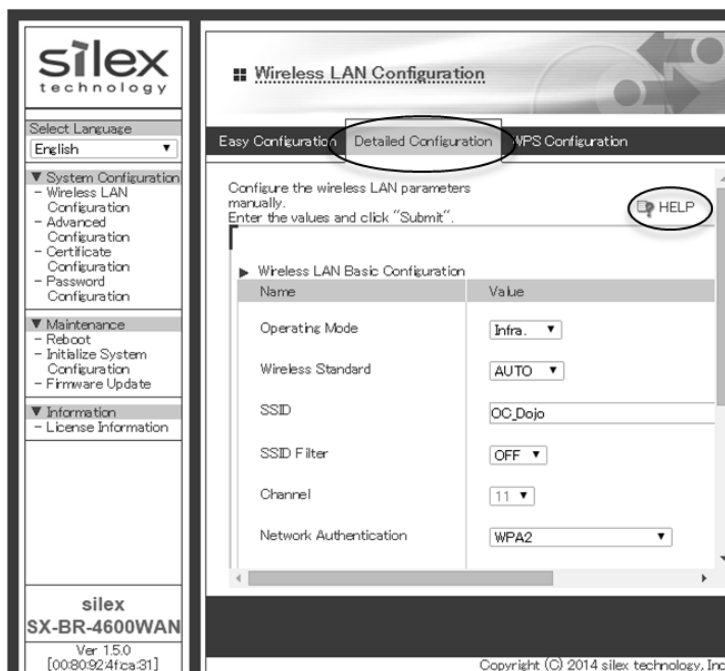 silex
technology
Select Language
English
System Configuration
- Wireless LAN
Configuration
- Advanced
Configuration
- Certificate
Configuration
- Password
Configuration
Maintenance
- Reboot
- Initialize System
Configuration
- Firmware Update
Information
- License Information
silex
SX-BR-4600WAN
Ver 1.5.0
[00:80:92:4f:ca:31]
Wireless LAN Configuration
Easy Configuration Detailed Configuration WPS Configuration
Configure the wireless LAN parameters
manually.
Enter the values and click "Submit".
HELP
Wireless LAN Basic Configuration
Name Value
Operating Mode Infra.
Wireless Standard AUTO
SSID OC_Dojo
SSID Filter OFF
Channel 11
Network Authentication WPA2
Copyright (C) 2014 silex technology, Inc